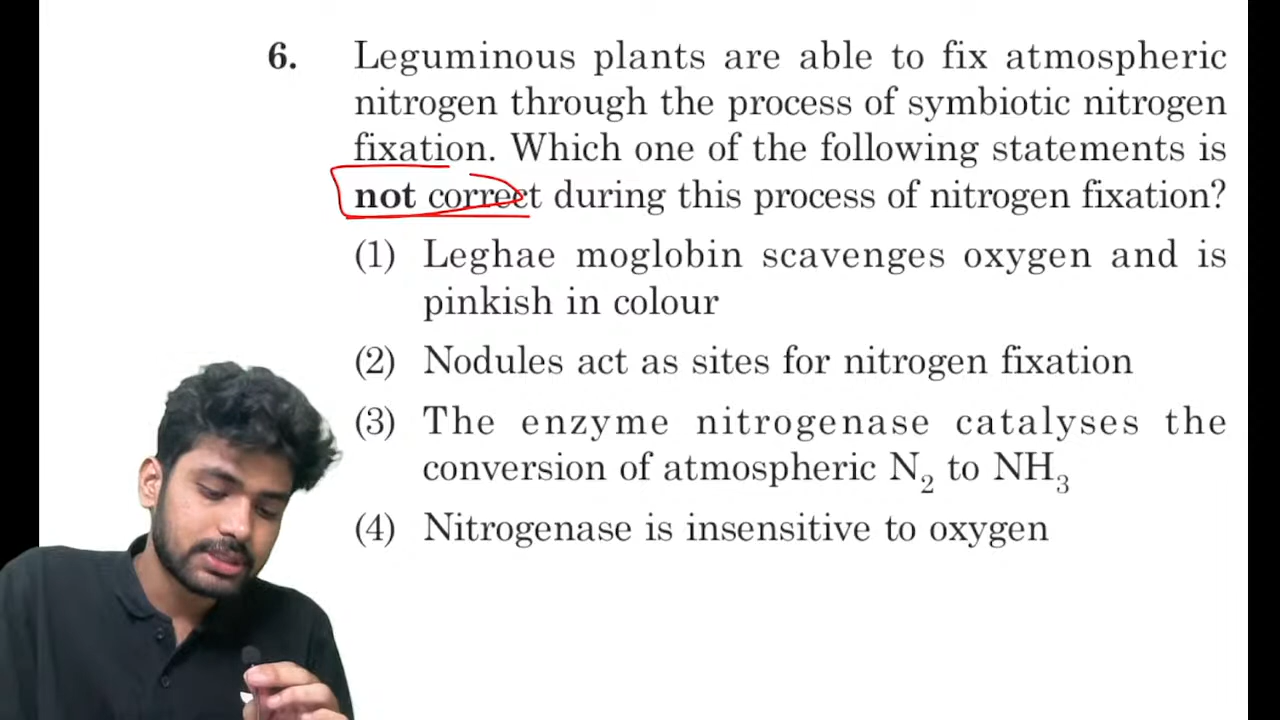 6. Leguminous plants are able to fix atmospheric
nitrogen through the process of symbiotic nitrogen
fixation. Which one of the following statements is
not correct during this process of nitrogen fixation?
(1) Leghae moglobin scavenges oxygen and is
pinkish in colour
(2) Nodules act as sites for nitrogen fixation
(3) The enzyme nitrogenase catalyses the
conversion of atmospheric N₂ to NH₃
(4) Nitrogenase is insensitive to oxygen